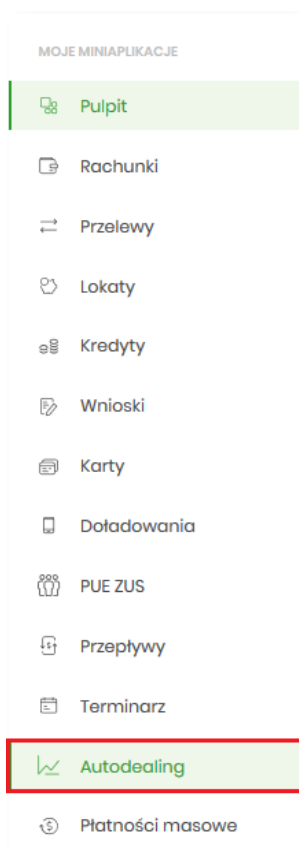 MOJE MINIAPLIKACJE
Pulpit
Rachunki
Przelewy
Lokaty
Kredyty
Wnioski
Karty
Doładowania
PUE ZUS
Przepływy
Terminarz
Autodealing
Płatności masowe